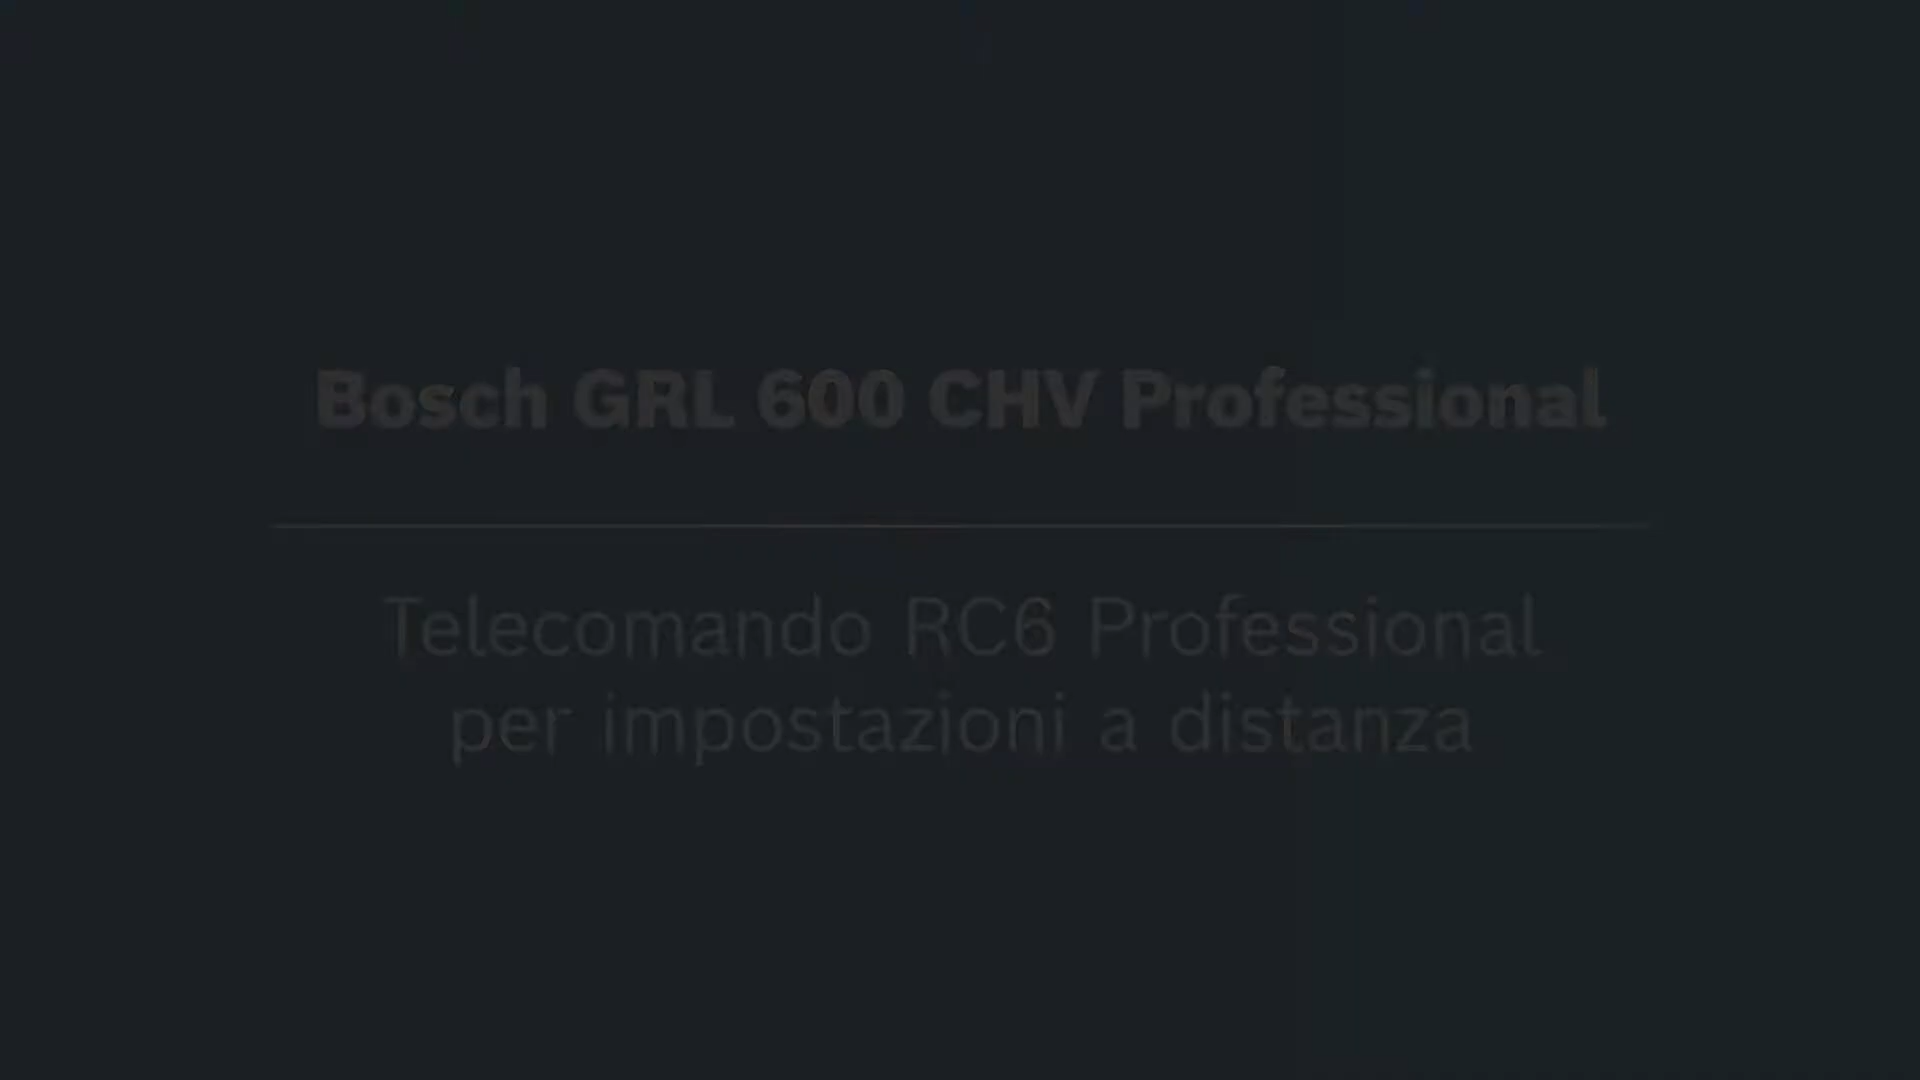 Bosch GRL 600 CHV Professional
Telecomando RC6 Professional
per impostazioni a distanza